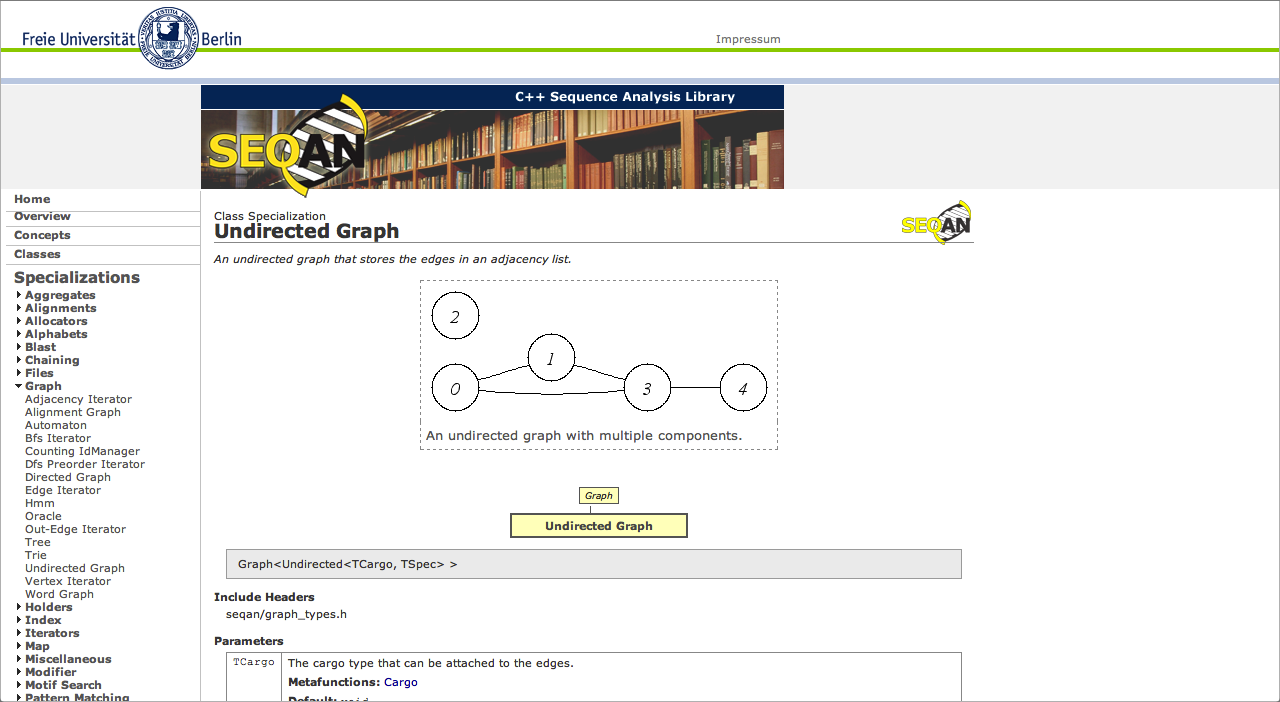 Freie Universität Berlin
Impressum
C++ Sequence Analysis Library
SEQAN
Home
Overview
Concepts
Classes
Specializations
Aggregates
Alignments
Allocators
Alphabets
Blast
Chaining
Files
Graph
Adjacency Iterator
Alignment Graph
Automaton
Bfs Iterator
Counting IdManager
Dfs Preorder Iterator
Directed Graph
Edge Iterator
Hmm
Oracle
Out-Edge Iterator
Tree
Trie
Undirected Graph
Vertex Iterator
Word Graph
Holders
Index
Iterators
Map
Miscellaneous
Modifier
Motif Search
Pattern Matching
Class Specialization
Undirected Graph
SEQAN
An undirected graph that stores the edges in an adjacency list.
2
1
0
3
4
An undirected graph with multiple components.
Graph
Undirected Graph
Graph<Undirected<TCargo, TSpec> >
Include Headers
seqan/graph_types.h
Parameters
TCargo
The cargo type that can be attached to the edges.
Metafunctions: Cargo
Default: void